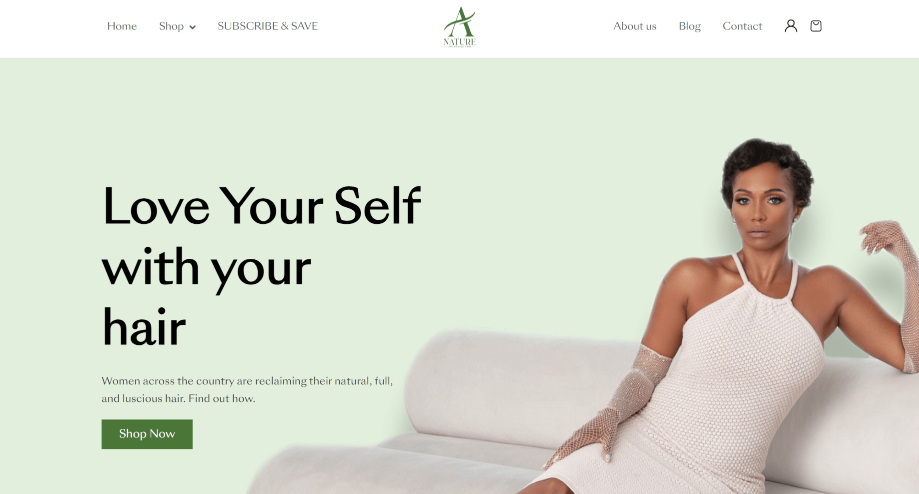 Home
Shop
SUBSCRIBE & SAVE
A
NATURE
About us
Blog
Contact
Love Your Self
with your
hair
Women across the country are reclaiming their natural, full,
and luscious hair. Find out how.
Shop Now